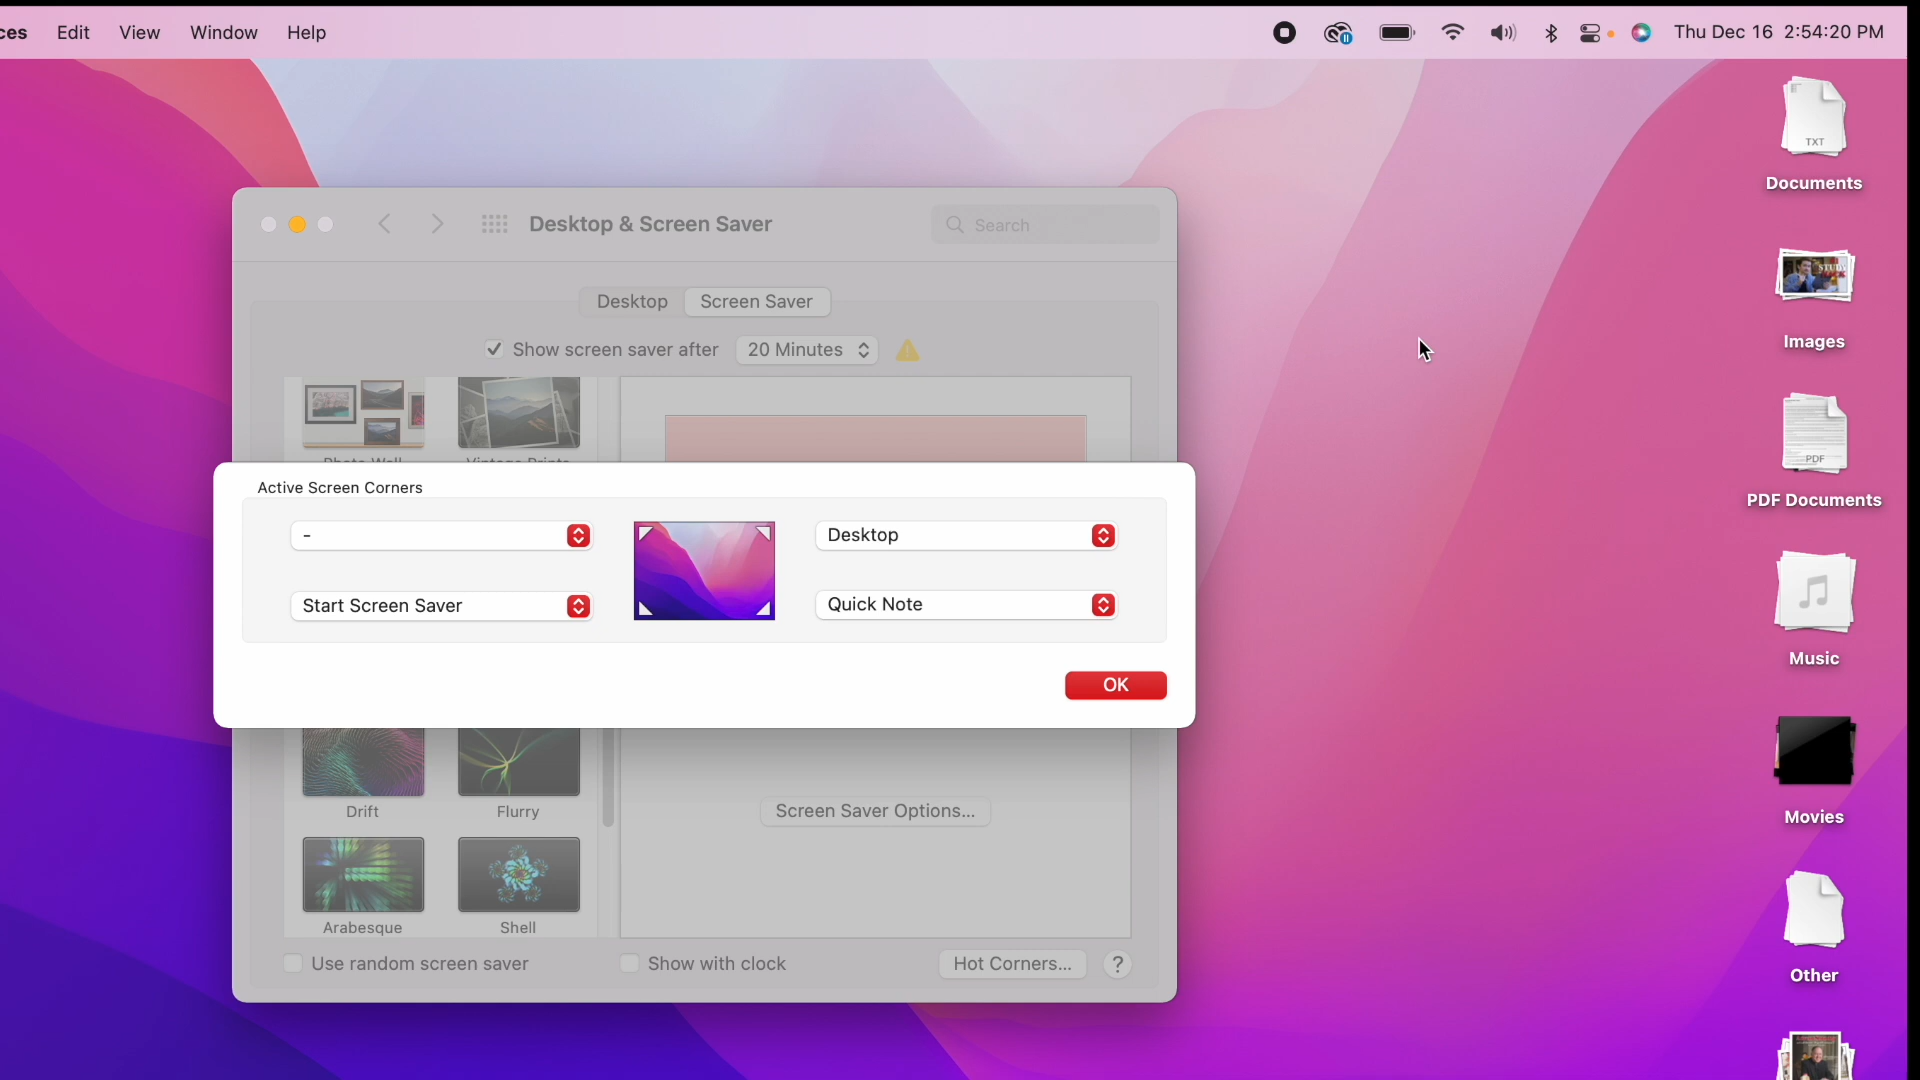 ces Edit View Window Help Thu Dec 16 2:54:20 PM
TXT
Documents
Desktop & Screen Saver Search
Images
Desktop Screen Saver
Show screen saver after 20 Minutes
PDF
PDF Documents
Active Screen Corners
- Desktop
Start Screen Saver Quick Note
OK
Music
Drift Flurry
Screen Saver Options...
Movies
Arabesque Shell
Use random screen saver Show with clock Hot Corners... ?
Other